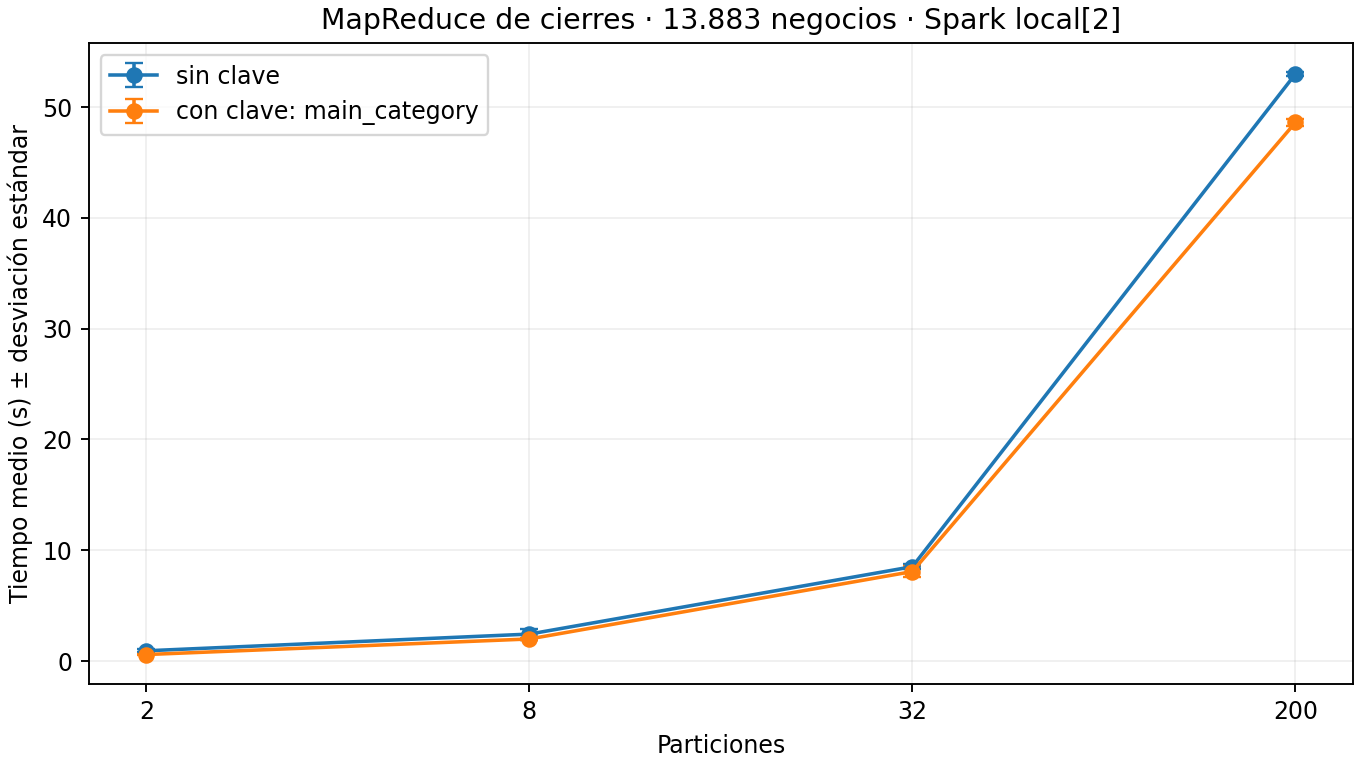 MapReduce de cierres · 13.883 negocios · Spark local[2]
sin clave
con clave: main_category
Tiempo medio (s) ± desviación estándar
50
40
30
20
10
0
2
8
32
200
Particiones